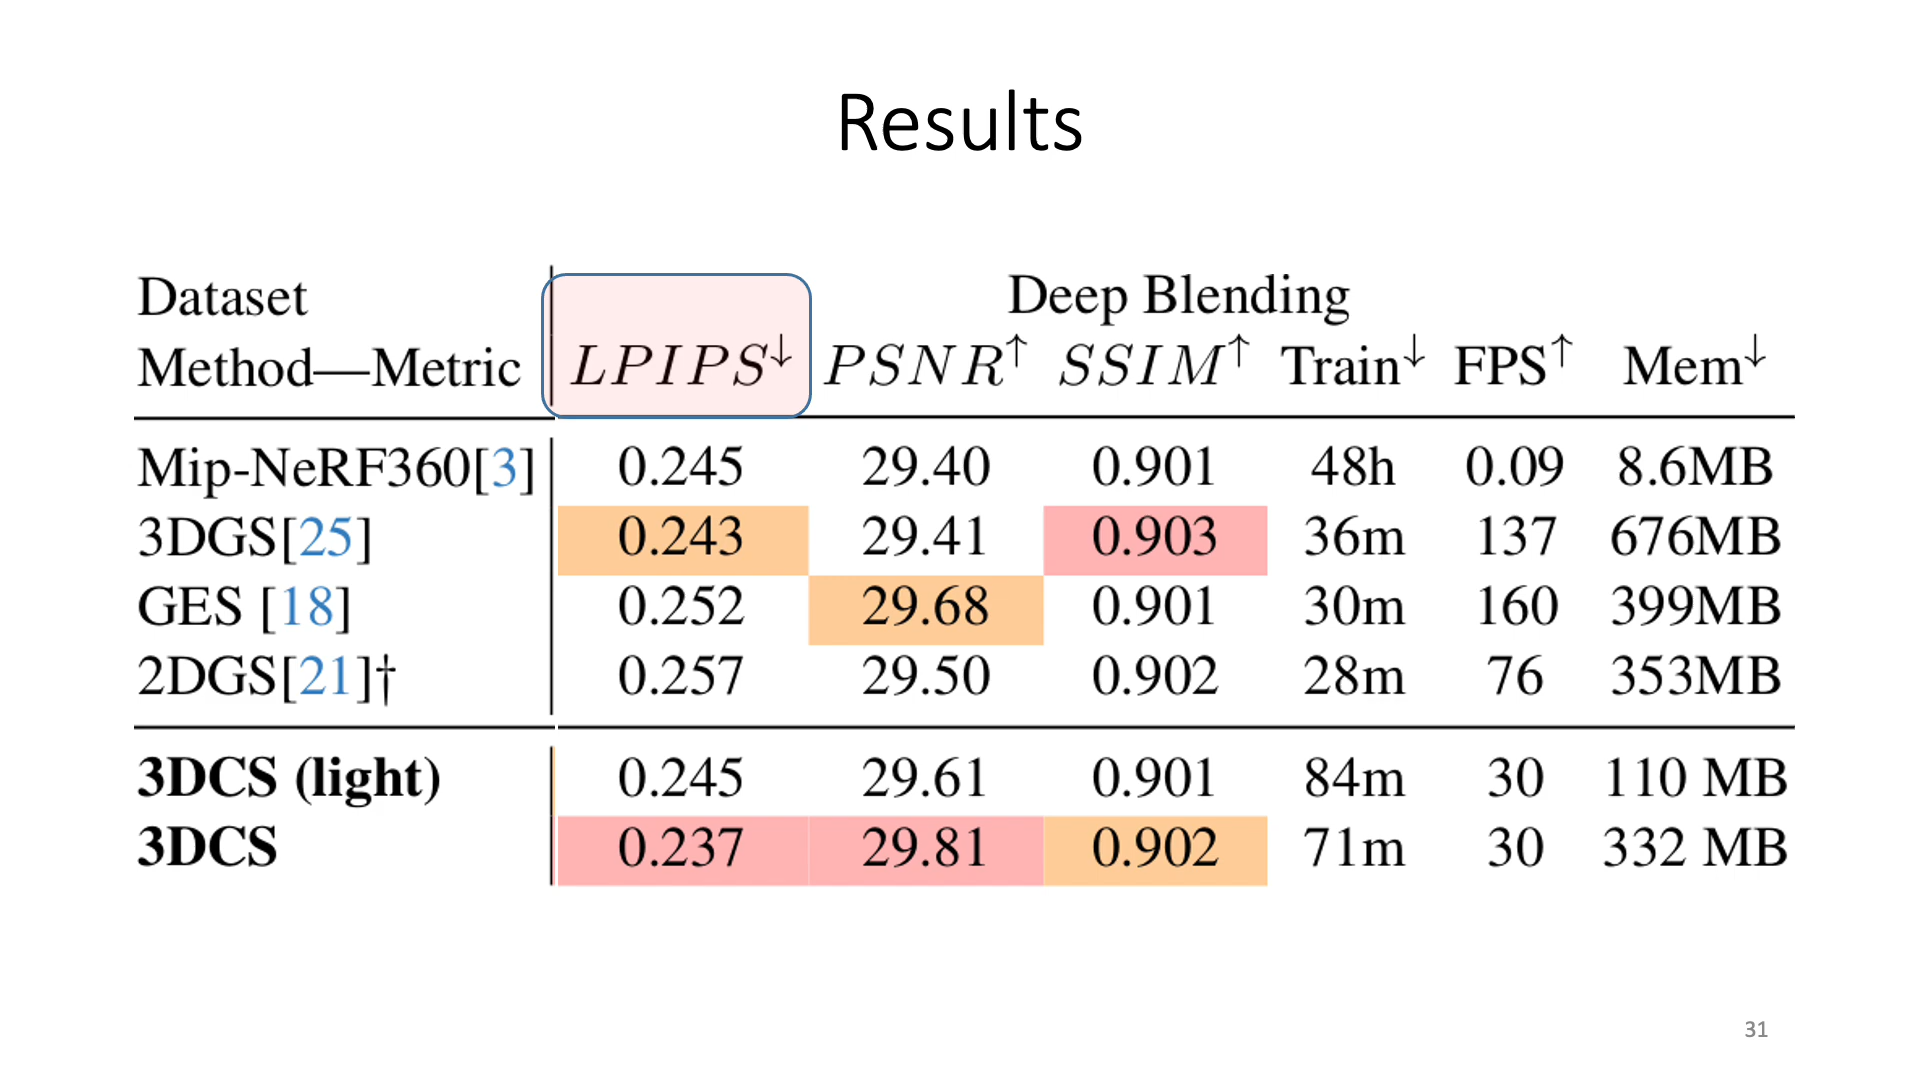 Results
Dataset Deep Blending
Method—Metric LPIPS↓ PSNR↑ SSIM↑ Train↓ FPS↑ Mem↓
Mip-NeRF360[3] 0.245 29.40 0.901 48h 0.09 8.6MB
3DGS[25] 0.243 29.41 0.903 36m 137 676MB
GES [18] 0.252 29.68 0.901 30m 160 399MB
2DGS[21]† 0.257 29.50 0.902 28m 76 353MB
3DCS (light) 0.245 29.61 0.901 84m 30 110 MB
3DCS 0.237 29.81 0.902 71m 30 332 MB
31